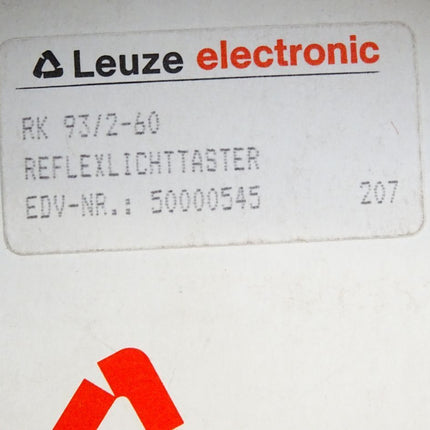 Leuze electronic
RK 93/2-60
REFLEXLICHTTASTER
EDV-NR.: 50000545 207